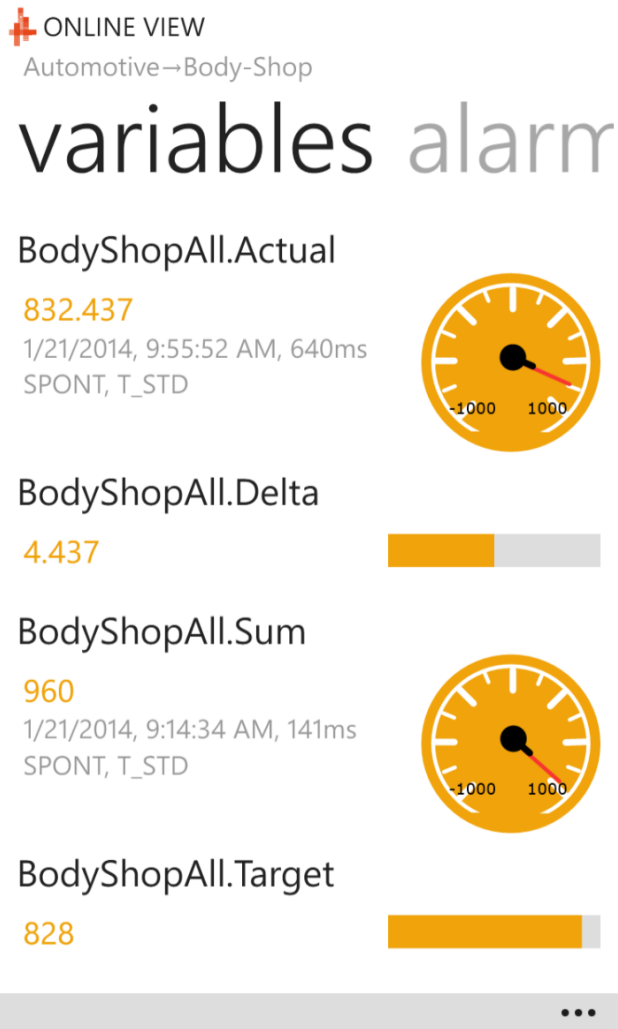 ONLINE VIEW
Automotive→Body-Shop
variables alarm
BodyShopAll.Actual
832.437
1/21/2014, 9:55:52 AM, 640ms
SPONT, T_STD
-1000 1000
BodyShopAll.Delta
4.437
BodyShopAll.Sum
960
1/21/2014, 9:14:34 AM, 141ms
SPONT, T_STD
-1000 1000
BodyShopAll.Target
828